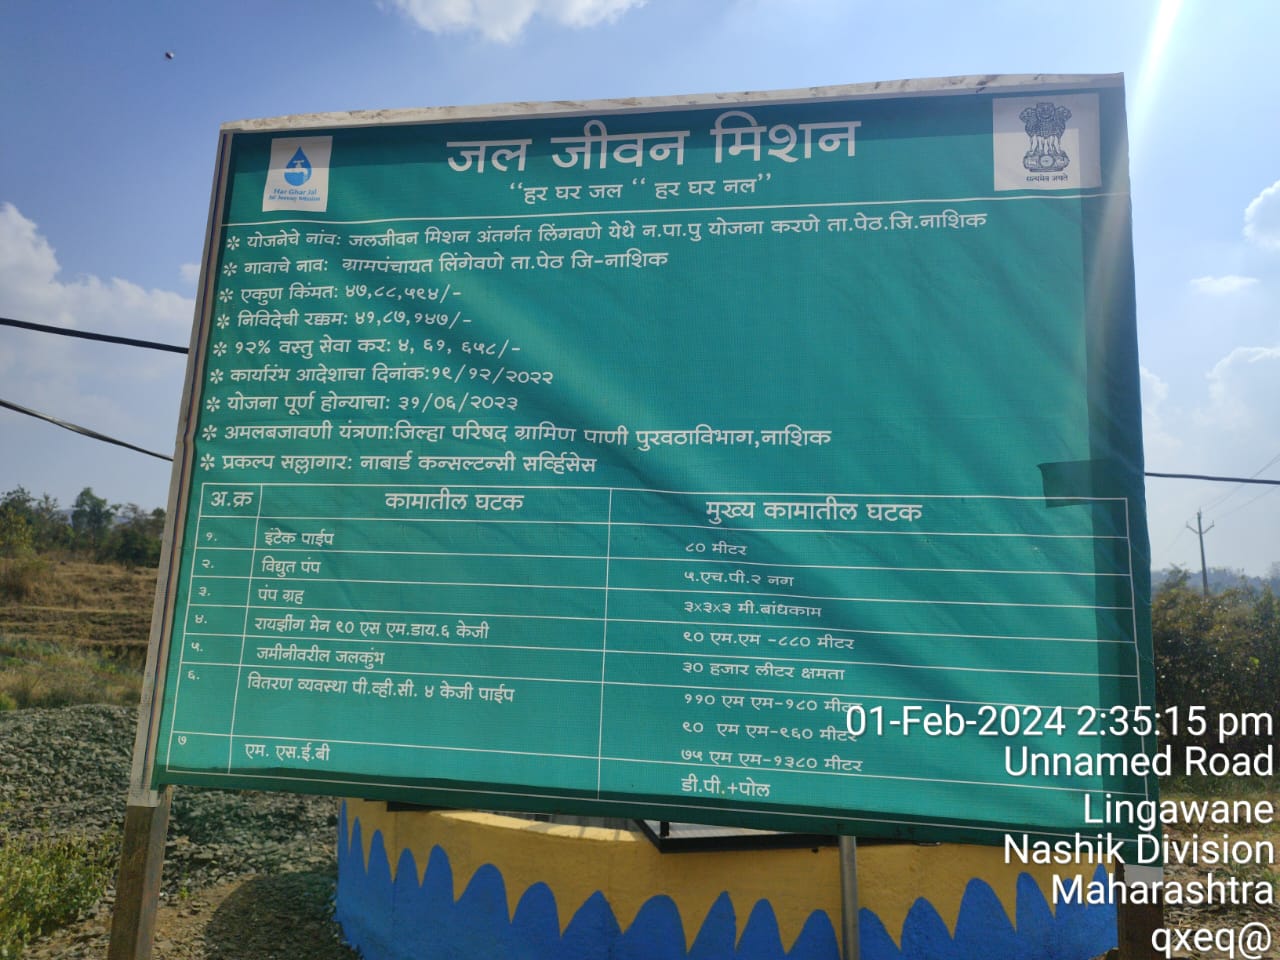 जल जीवन मिशन
“हर घर जल “ हर घर नल”
Har Ghar Jal
Jal Jeevan Mission
सत्यमेव जयते
योजनेचे नांव: जलजीवन मिशन अंतर्गत लिंगवणे येथे न.पा.पु योजना करणे ता.पेठ.जि.नाशिक
गावाचे नाव: ग्रामपंचायत लिंगेवणे ता.पेठ जि-नाशिक
एकुण किंमत: ४७,८८,५९४/-
निविदेची रक्कम: ४१,८७,१४७/-
१२% वस्तु सेवा कर: ४, ६१, ६५८/-
कार्यारंभ आदेशाचा दिनांक:१९/१२/२०२२
योजना पूर्ण होन्याचा: ३१/०६/२०२३
अमलबजावणी यंत्रणा:जिल्हा परिषद ग्रामिण पाणी पुरवठाविभाग,नाशिक
प्रकल्प सल्लागार: नाबार्ड कन्सल्टन्सी सर्व्हिसेस
अ.क्र कामातील घटक मुख्य कामातील घटक
१. इंटेक पाईप ८० मीटर
२. विद्युत पंप ५.एच.पी.२ नग
३. पंप ग्रह ३x३x३ मी.बांधकाम
४. रायझींग मेन ९० एस एम.डाय.६ केजी ९० एम.एम -८८० मीटर
५. जमीनीवरील जलकुंभ ३० हजार लीटर क्षमता
६. वितरण व्यवस्था पी.व्ही.सी. ४ केजी पाईप ११० एम एम-१८० मीटर
९० एम एम-९६० मीटर
७५ एम एम-१३८० मीटर
७ एम. एस.ई.बी डी.पी.+पोल
01-Feb-2024 2:35:15 pm
Unnamed Road
Lingawane
Nashik Division
Maharashtra
qxeq@